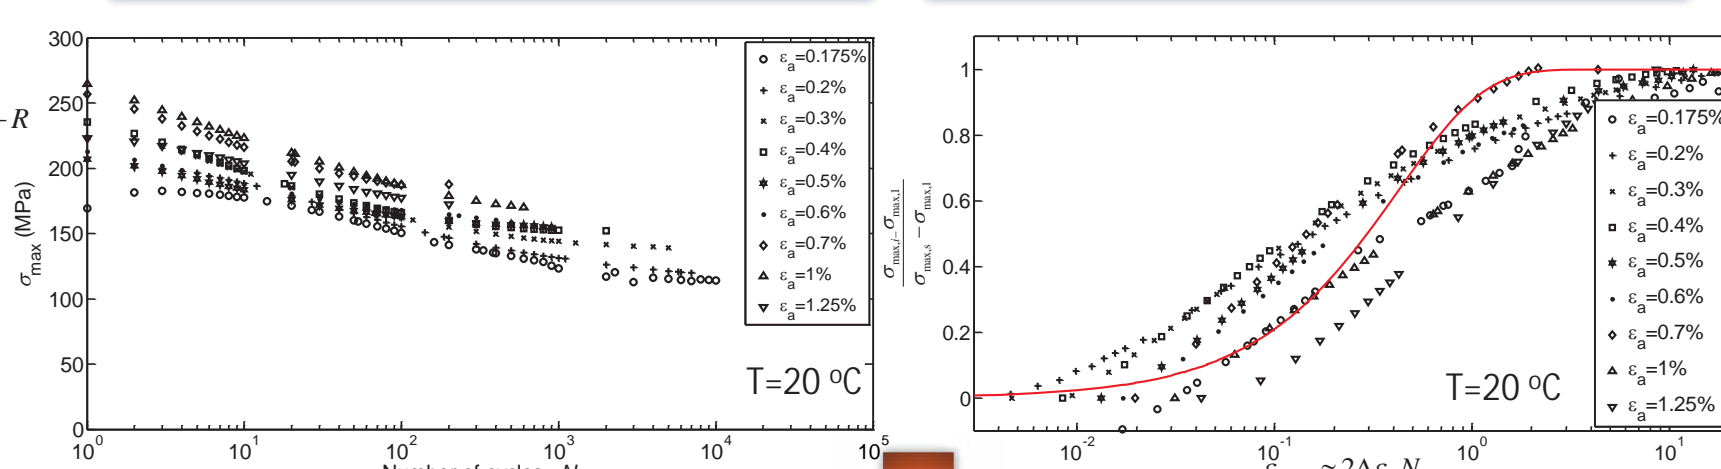 300
250
200
150
100
50
0
–R
σmax (MPa)
10^0 10^1 10^2 10^3 10^4 10^5
εa=0.175%
εa=0.2%
εa=0.3%
εa=0.4%
εa=0.5%
εa=0.6%
εa=0.7%
εa=1%
εa=1.25%
T=20 °C
1
0.8
0.6
0.4
0.2
0
σmax,i– σmax,1
σmax,s – σmax,1
10^-2 10^-1 10^0 10^1
εa=0.175%
εa=0.2%
εa=0.3%
εa=0.4%
εa=0.5%
εa=0.6%
εa=0.7%
εa=1%
εa=1.25%
T=20 °C